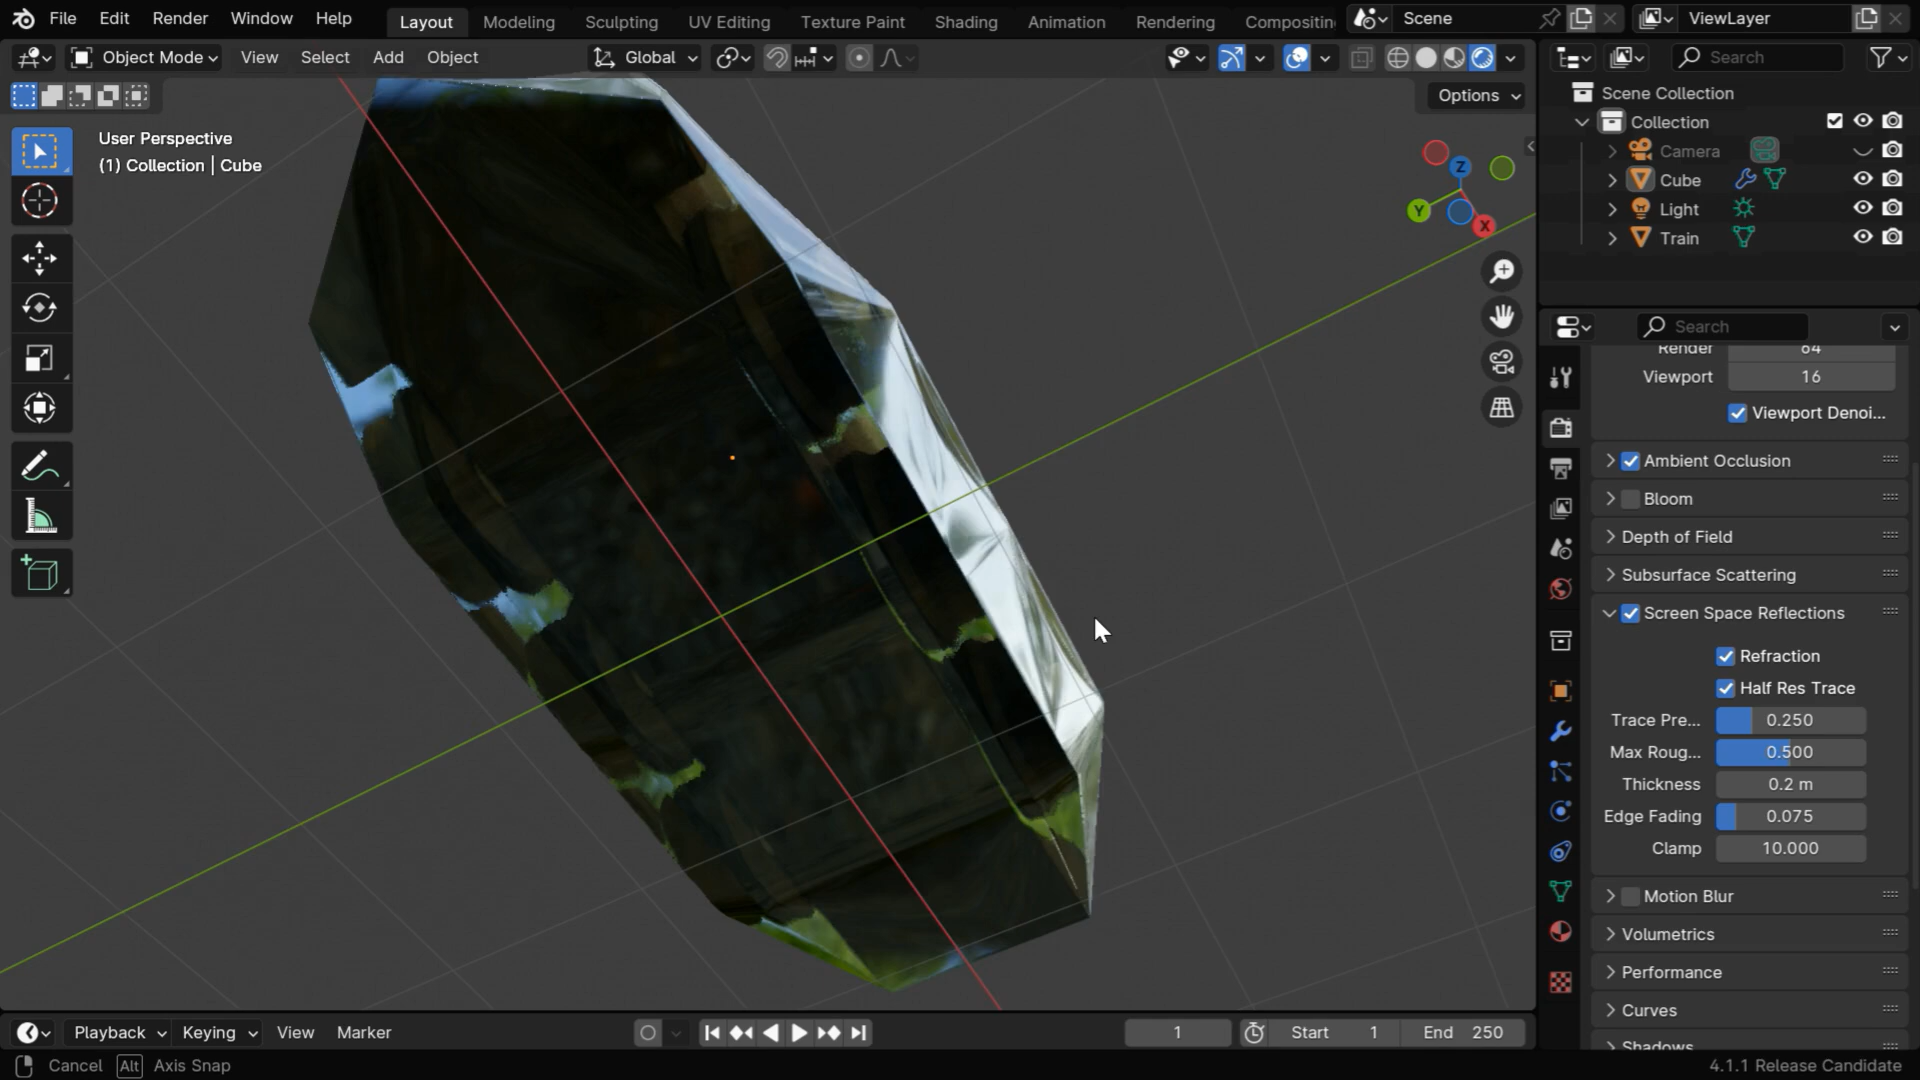 File Edit Render Window Help Layout Modeling Sculpting UV Editing Texture Paint Shading Animation Rendering Compositin Scene ViewLayer
Object Mode View Select Add Object Global Search
Options
User Perspective
(1) Collection | Cube
Scene Collection
Collection
Camera
Cube
Light
Train
Z
Y
X
Search
Render 64
Viewport 16
Viewport Denoi...
Ambient Occlusion
Bloom
Depth of Field
Subsurface Scattering
Screen Space Reflections
Refraction
Half Res Trace
Trace Pre... 0.250
Max Roug... 0.500
Thickness 0.2 m
Edge Fading 0.075
Clamp 10.000
Motion Blur
Volumetrics
Performance
Curves
Shadows
Playback Keying View Marker 1 Start 1 End 250
Cancel Alt Axis Snap 4.1.1 Release Candidate